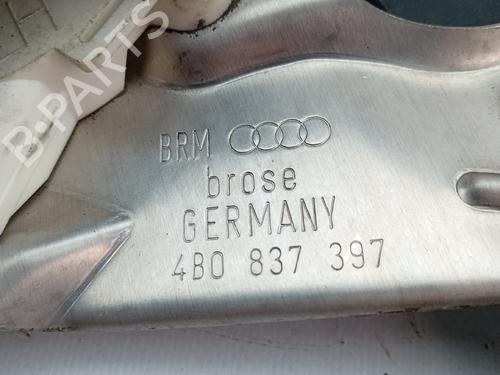 B-PARTS
BRM
brose
GERMANY
4B0 837 397